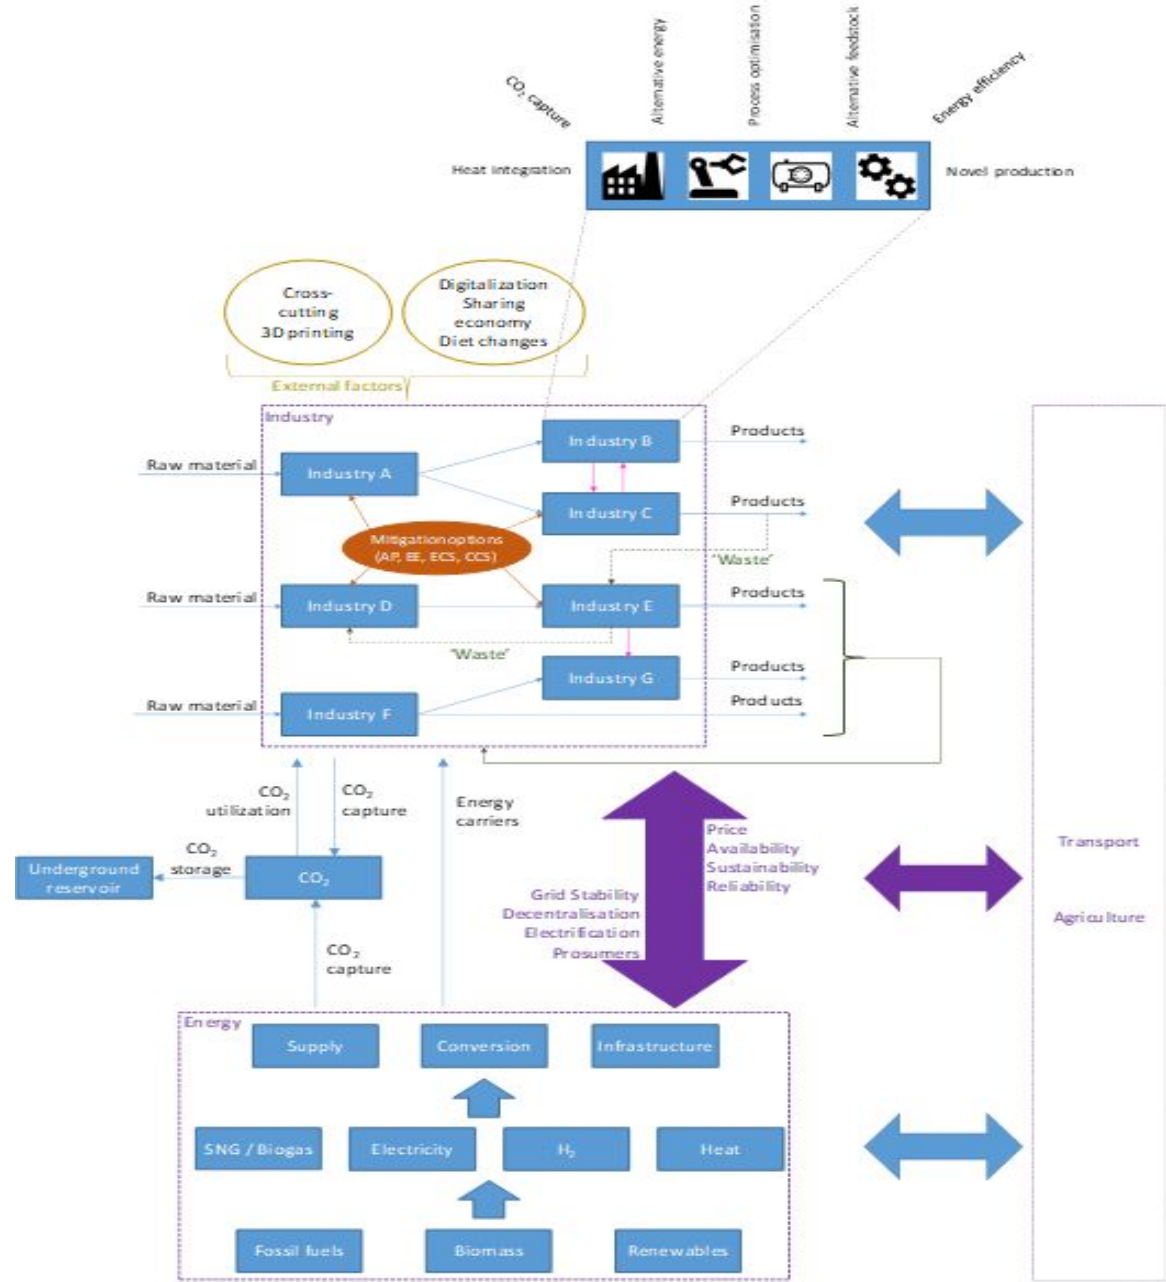 Alternative energy
Process optimisation
Alternative feedstock
CO₂ capture
Energy efficiency
Heat integration
Novel production
Cross-
cutting
3D printing
Digitalization
Sharing
economy
Diet changes
External factors
Industry
Industry B
Products
Raw material
Industry A
Industry C
Products
Mitigation options
(AP, EE, ECS, CCS)
"Waste"
Raw material
Industry D
Industry E
Products
"Waste"
Industry G
Products
Raw material
Industry F
Products
CO₂
utilization
CO₂
capture
Energy
carriers
CO₂
storage
Underground
reservoir
CO₂
Price
Availability
Sustainability
Reliability
Grid Stability
Decentralisation
Electrification
Prosumers
Transport
Agriculture
CO₂
capture
Energy
Supply
Conversion
Infrastructure
SNG / Biogas
Electricity
H₂
Heat
Fossil fuels
Biomass
Renewables